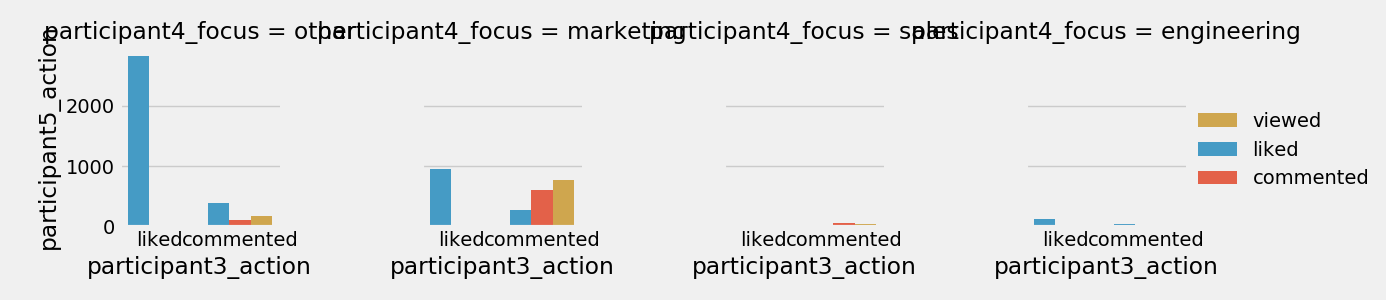 participant4_focus = other
participant4_focus = marketing
participant4_focus = sales
participant4_focus = engineering
participant5_action
2000
1000
0
liked commented
liked commented
liked commented
liked commented
participant3_action
participant3_action
participant3_action
participant3_action
viewed
liked
commented